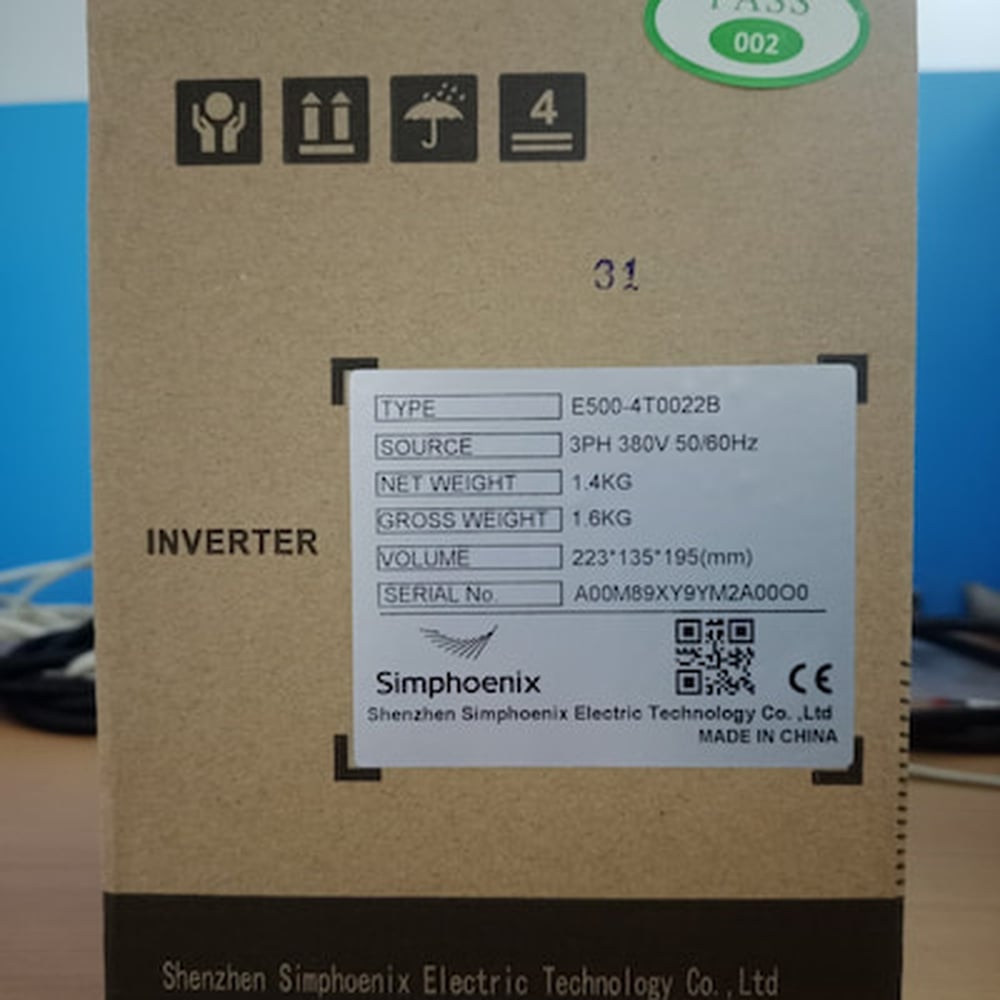 PASS
002
4
31
TYPE E500-4T0022B
SOURCE 3PH 380V 50/60Hz
NET WEIGHT 1.4KG
GROSS WEIGHT 1.6KG
INVERTER
VOLUME 223*135*195(mm)
SERIAL No. A00M89XY9YM2A00O0
Simphoenix
CE
Shenzhen Simphoenix Electric Technology Co. ,Ltd
MADE IN CHINA
Shenzhen Simphoenix Electric Technology Co.,Ltd